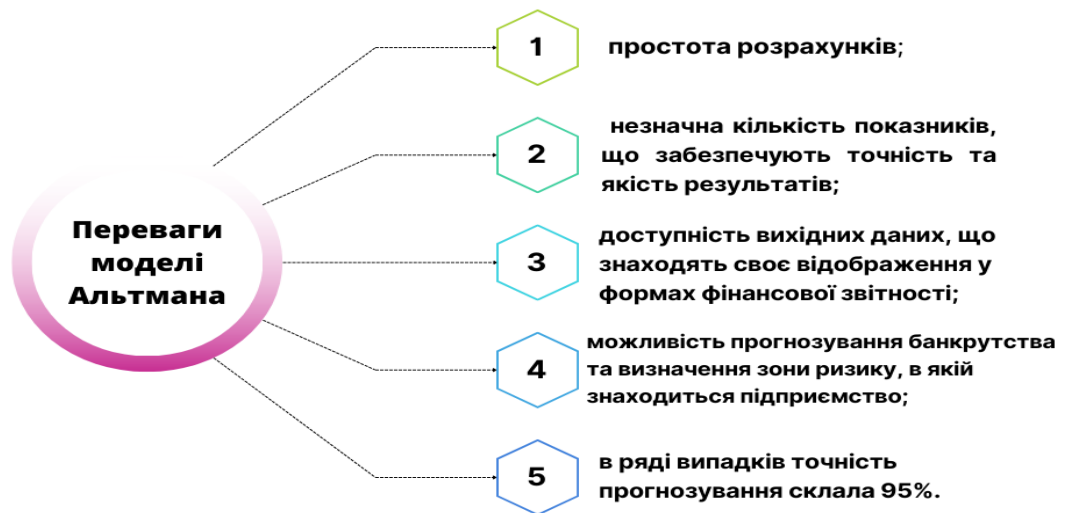 Переваги
моделі
Альтмана
1
простота розрахунків;
2
незначна кількість показників,
що забезпечують точність та
якість результатів;
3
доступність вихідних даних, що
знаходять своє відображення у
формах фінансової звітності;
4
можливість прогнозування банкрутства
та визначення зони ризику, в якій
знаходиться підприємство;
5
в ряді випадків точність
прогнозування склала 95%.